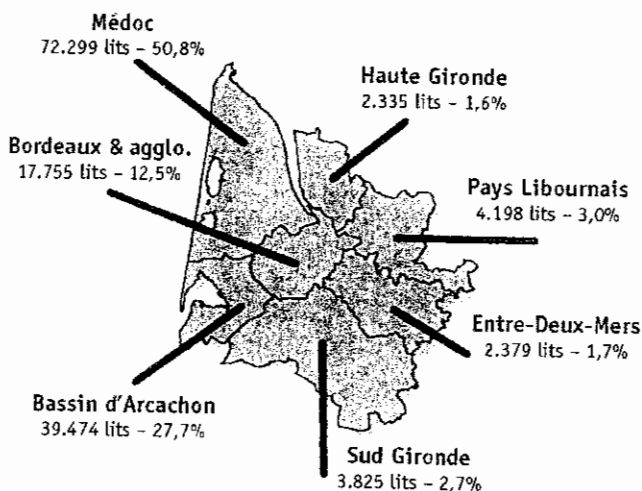 Médoc
72.299 lits – 50,8%
Haute Gironde
2.335 lits – 1,6%
Bordeaux & agglo.
17.755 lits – 12,5%
Pays Libournais
4.198 lits – 3,0%
Entre-Deux-Mers
2.379 lits – 1,7%
Bassin d'Arcachon
39.474 lits – 27,7%
Sud Gironde
3.825 lits – 2,7%